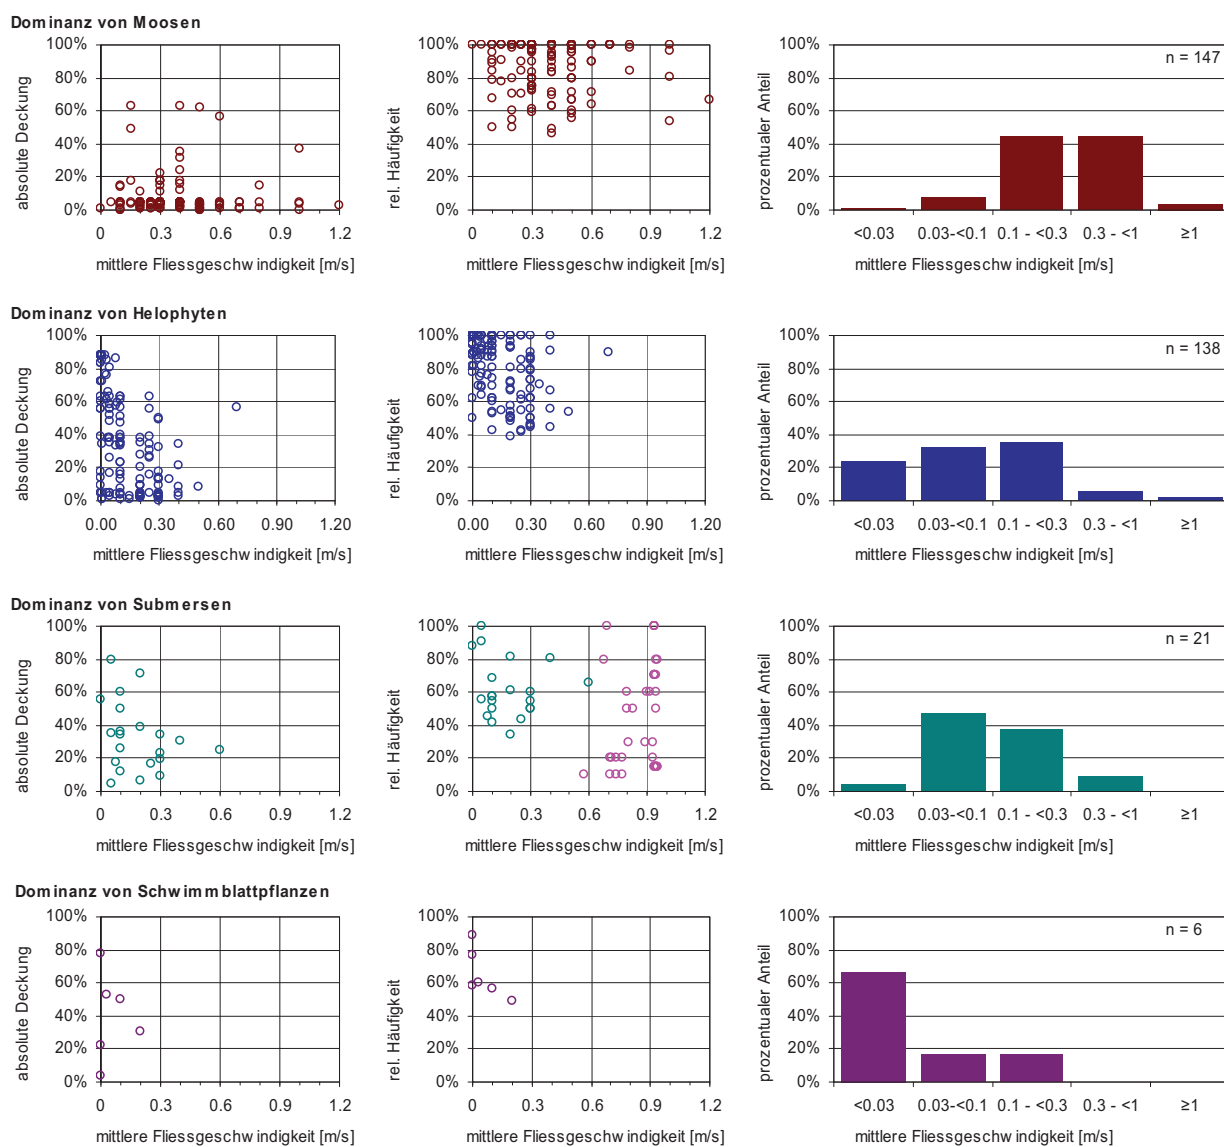 Dominanz von Moosen
absolute Deckung
100%
80%
60%
40%
20%
0%
0 0.3 0.6 0.9 1.2
mittlere Fliessgeschwindigkeit [m/s]
rel. Häufigkeit
100%
80%
60%
40%
20%
0%
0 0.3 0.6 0.9 1.2
mittlere Fliessgeschwindigkeit [m/s]
prozentualer Anteil
100%
80%
60%
40%
20%
0%
n = 147
<0.03 0.03-<0.1 0.1 - <0.3 0.3 - <1 ≥1
mittlere Fliessgeschwindigkeit [m/s]
Dominanz von Helophyten
absolute Deckung
100%
80%
60%
40%
20%
0%
0.00 0.30 0.60 0.90 1.20
mittlere Fliessgeschwindigkeit [m/s]
rel. Häufigkeit
100%
80%
60%
40%
20%
0%
0.00 0.30 0.60 0.90 1.20
mittlere Fliessgeschwindigkeit [m/s]
prozentualer Anteil
100%
80%
60%
40%
20%
0%
n = 138
<0.03 0.03-<0.1 0.1 - <0.3 0.3 - <1 ≥1
mittlere Fliessgeschwindigkeit [m/s]
Dominanz von Submersen
absolute Deckung
100%
80%
60%
40%
20%
0%
0 0.3 0.6 0.9 1.2
mittlere Fliessgeschwindigkeit [m/s]
rel. Häufigkeit
100%
80%
60%
40%
20%
0%
0 0.3 0.6 0.9 1.2
mittlere Fliessgeschwindigkeit [m/s]
prozentualer Anteil
100%
80%
60%
40%
20%
0%
n = 21
<0.03 0.03-<0.1 0.1 - <0.3 0.3 - <1 ≥1
mittlere Fliessgeschwindigkeit [m/s]
Dominanz von Schwimmblattpflanzen
absolute Deckung
100%
80%
60%
40%
20%
0%
0 0.3 0.6 0.9 1.2
mittlere Fliessgeschwindigkeit [m/s]
rel. Häufigkeit
100%
80%
60%
40%
20%
0%
0 0.3 0.6 0.9 1.2
mittlere Fliessgeschwindigkeit [m/s]
prozentualer Anteil
100%
80%
60%
40%
20%
0%
n = 6
<0.03 0.03-<0.1 0.1 - <0.3 0.3 - <1 ≥1
mittlere Fliessgeschwindigkeit [m/s]